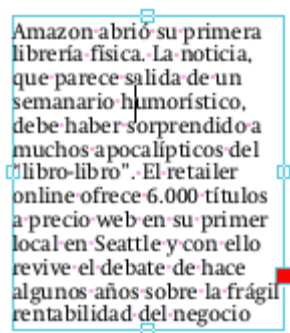 Amazon abrió su primera
librería física. La noticia,
que parece salida de un
semanario humorístico,
debe haber sorprendido a
muchos apocalípticos del
"libro-libro". El retailer
online ofrece 6.000 títulos
a precio web en su primer
local en Seattle y con ello
revive el debate de hace
algunos años sobre la frágil
rentabilidad del negocio